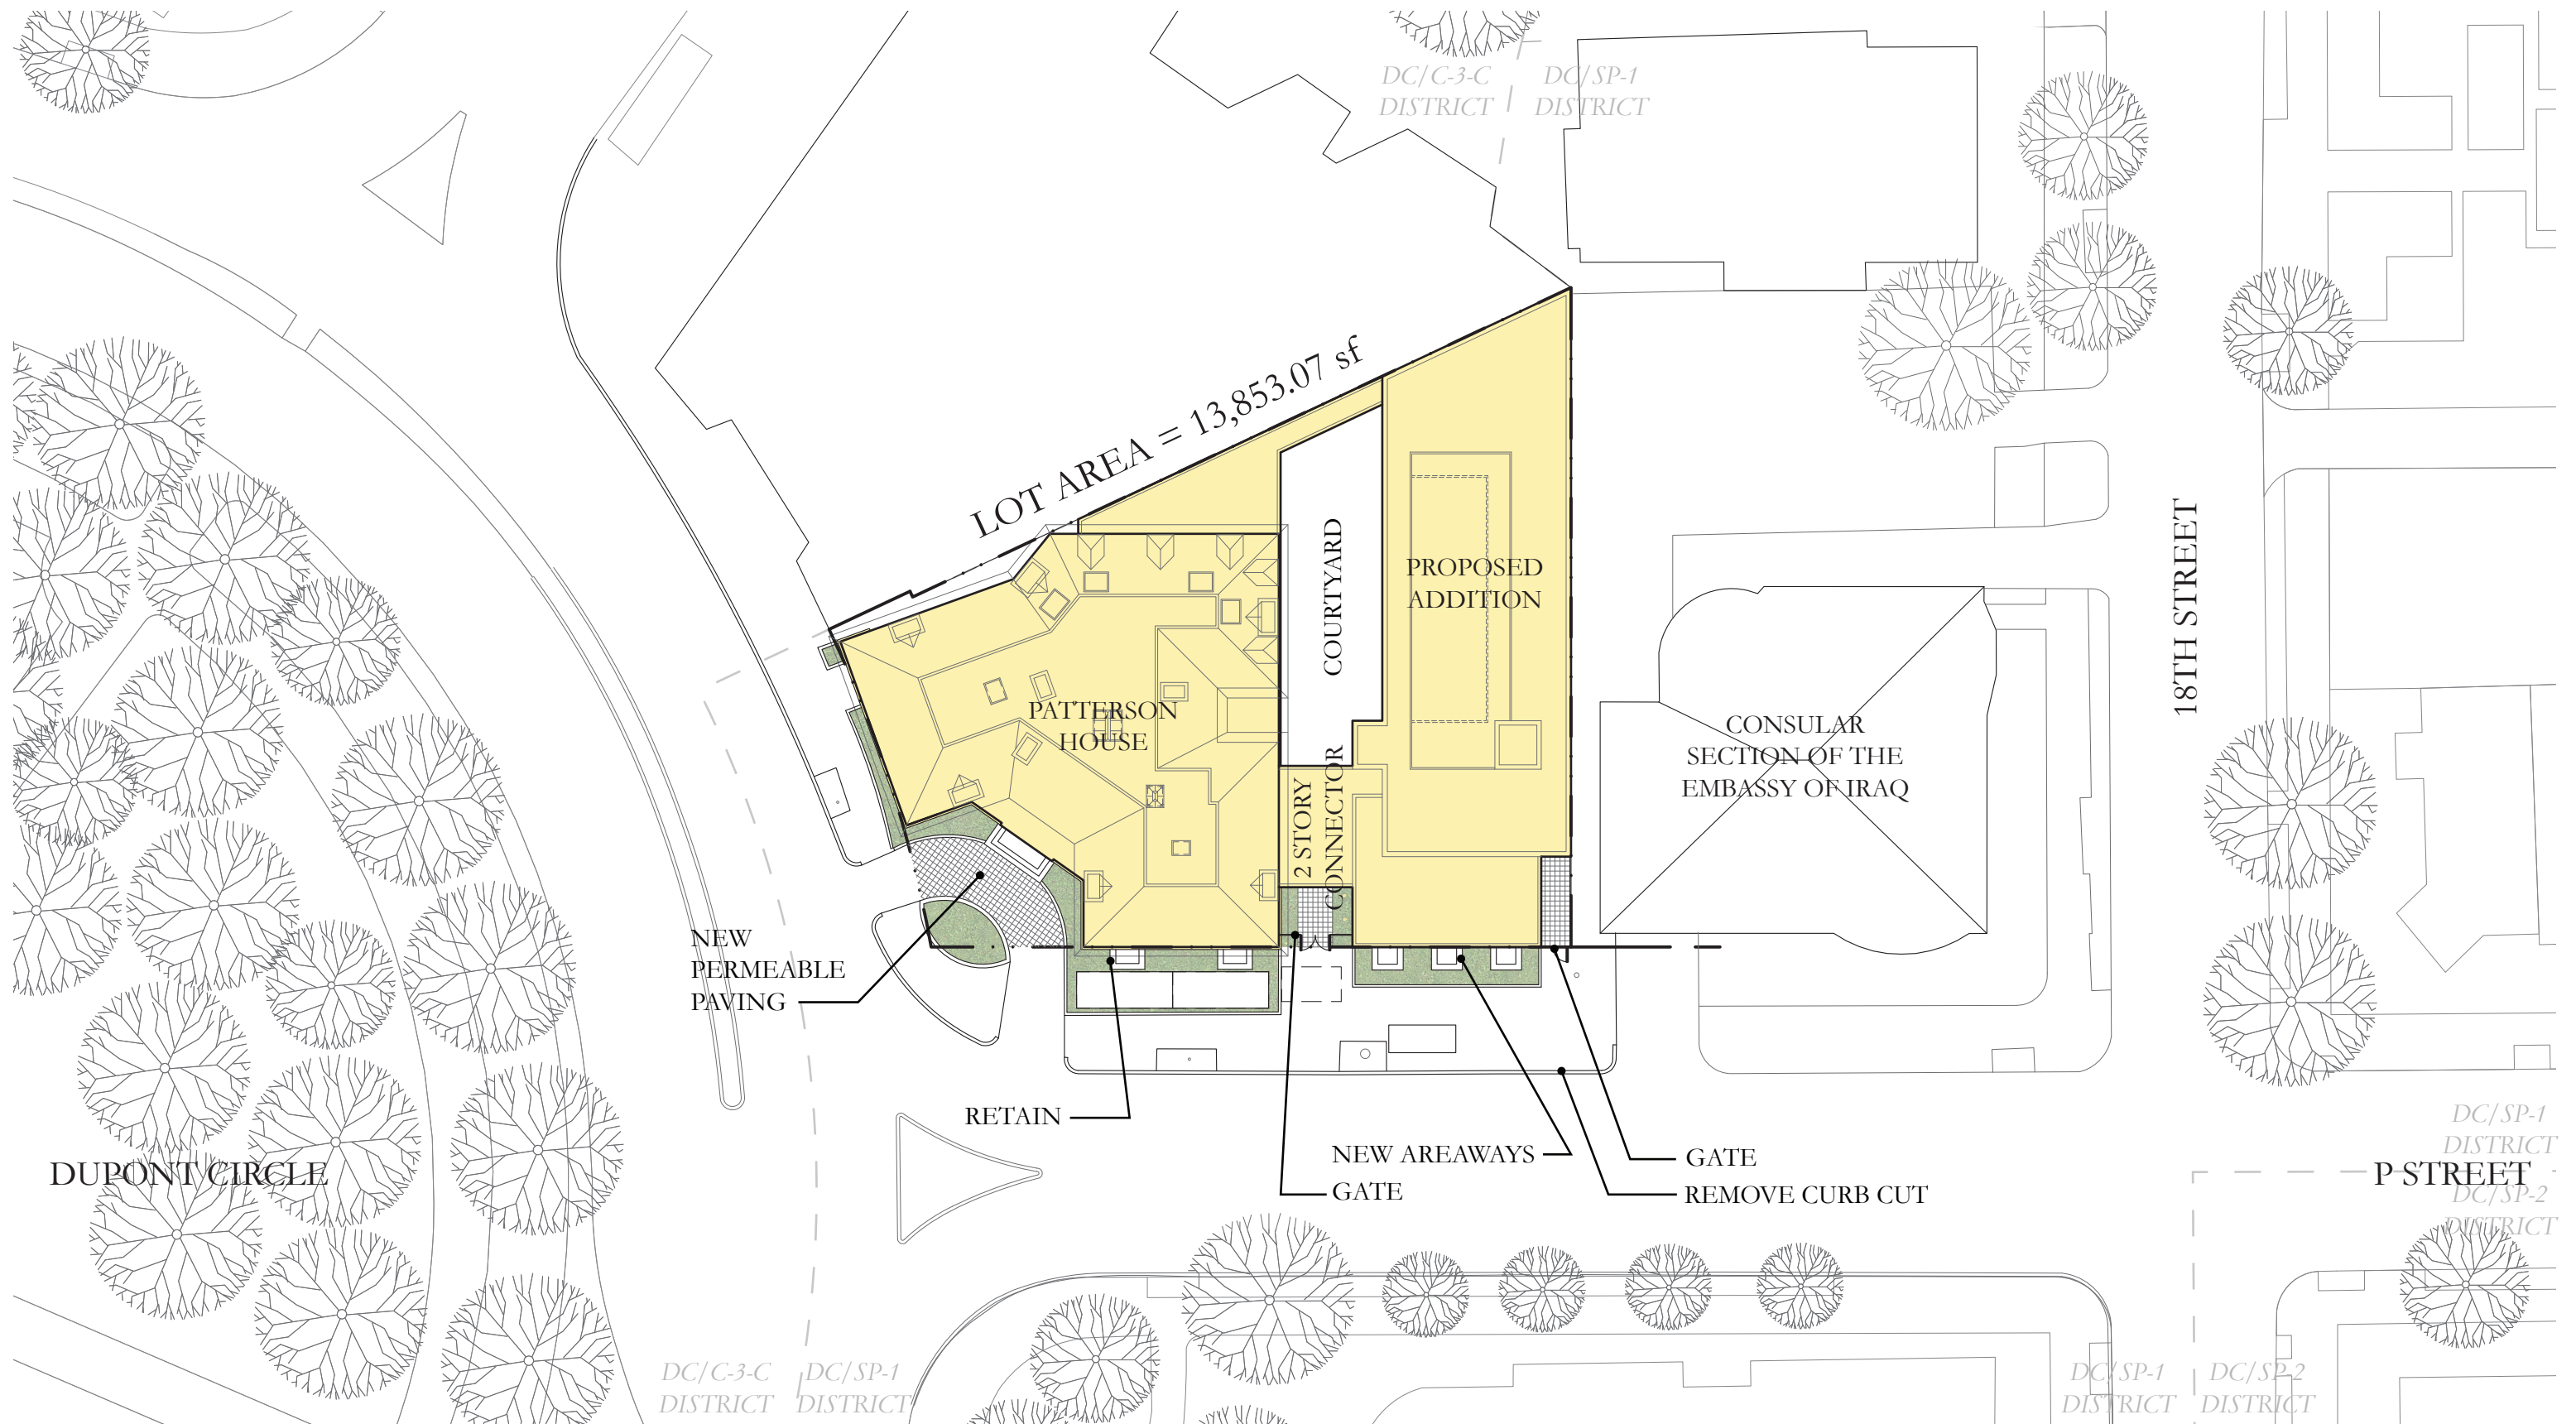 DC/C-3-C
DISTRICT
DC/SP-1
DISTRICT
LOT AREA = 13,853.07 sf
COURTYARD
PROPOSED
ADDITION
18TH STREET
PATTERSON
HOUSE
2 STORY
CONNECTOR
CONSULAR
SECTION OF THE
EMBASSY OF IRAQ
NEW
PERMEABLE
PAVING
RETAIN
NEW AREAWAYS
GATE
GATE
REMOVE CURB CUT
DUPONT CIRCLE
DC/SP-1
DISTRICT
P STREET
DC/SP-2
DISTRICT
DC/C-3-C
DISTRICT
DC/SP-1
DISTRICT
DC/SP-1
DISTRICT
DC/SP-2
DISTRICT